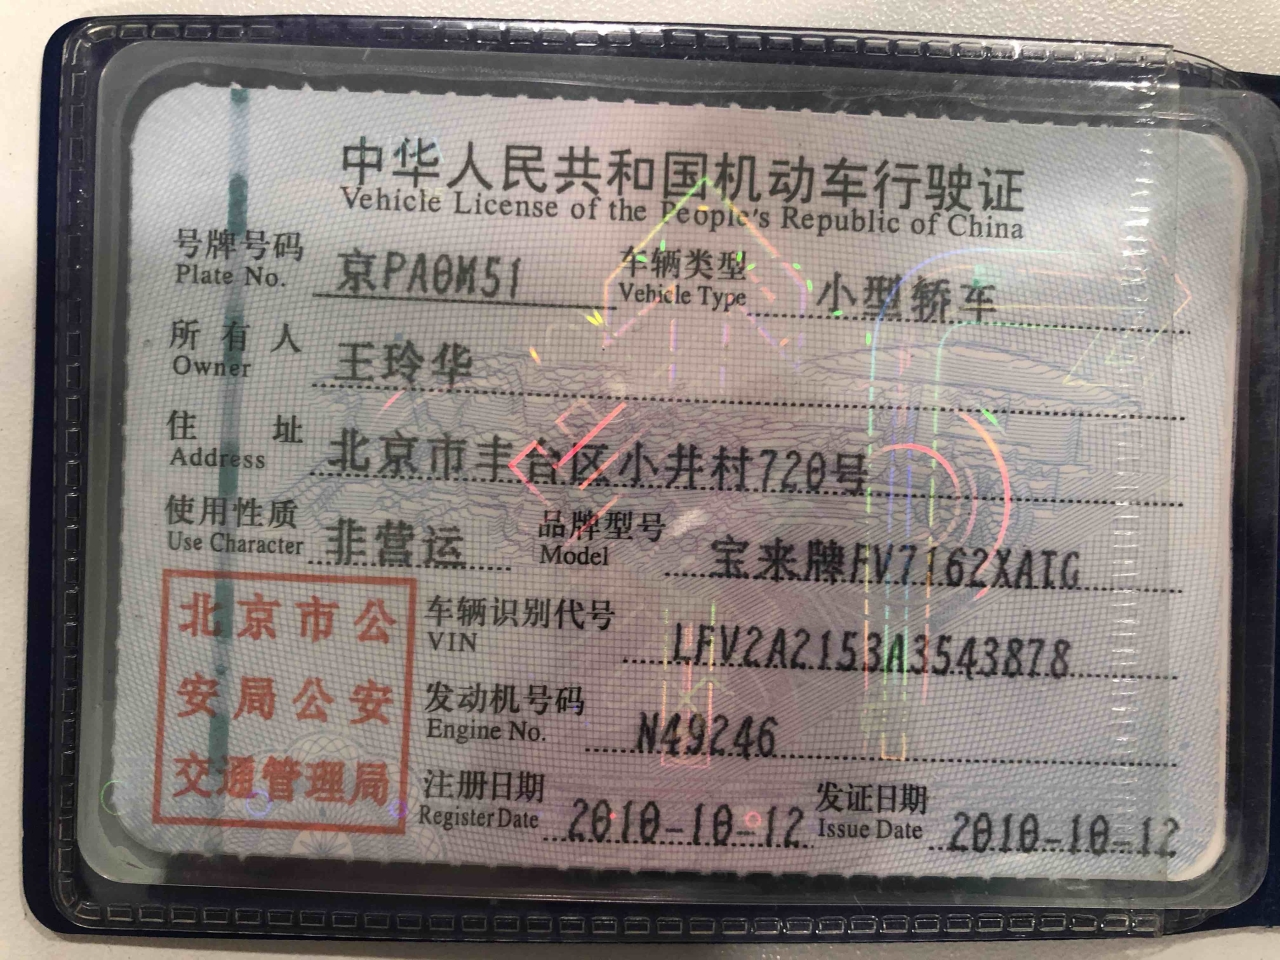 中华人民共和国机动车行驶证
Vehicle License of the People's Republic of China
号牌号码 京PA0M51 车辆类型 小型轿车
Plate No. Vehicle Type
所有人 王玲华
Owner
住址 北京市丰台区小井村720号
Address
使用性质 非营运 品牌型号 宝来牌FV7162XATG
Use Character Model
北京市公
安局公安
交通管理局
车辆识别代号 LFV2A2153A3543878
VIN
发动机号码 N49246
Engine No.
注册日期 2010-10-12 发证日期 2010-10-12
Register Date Issue Date